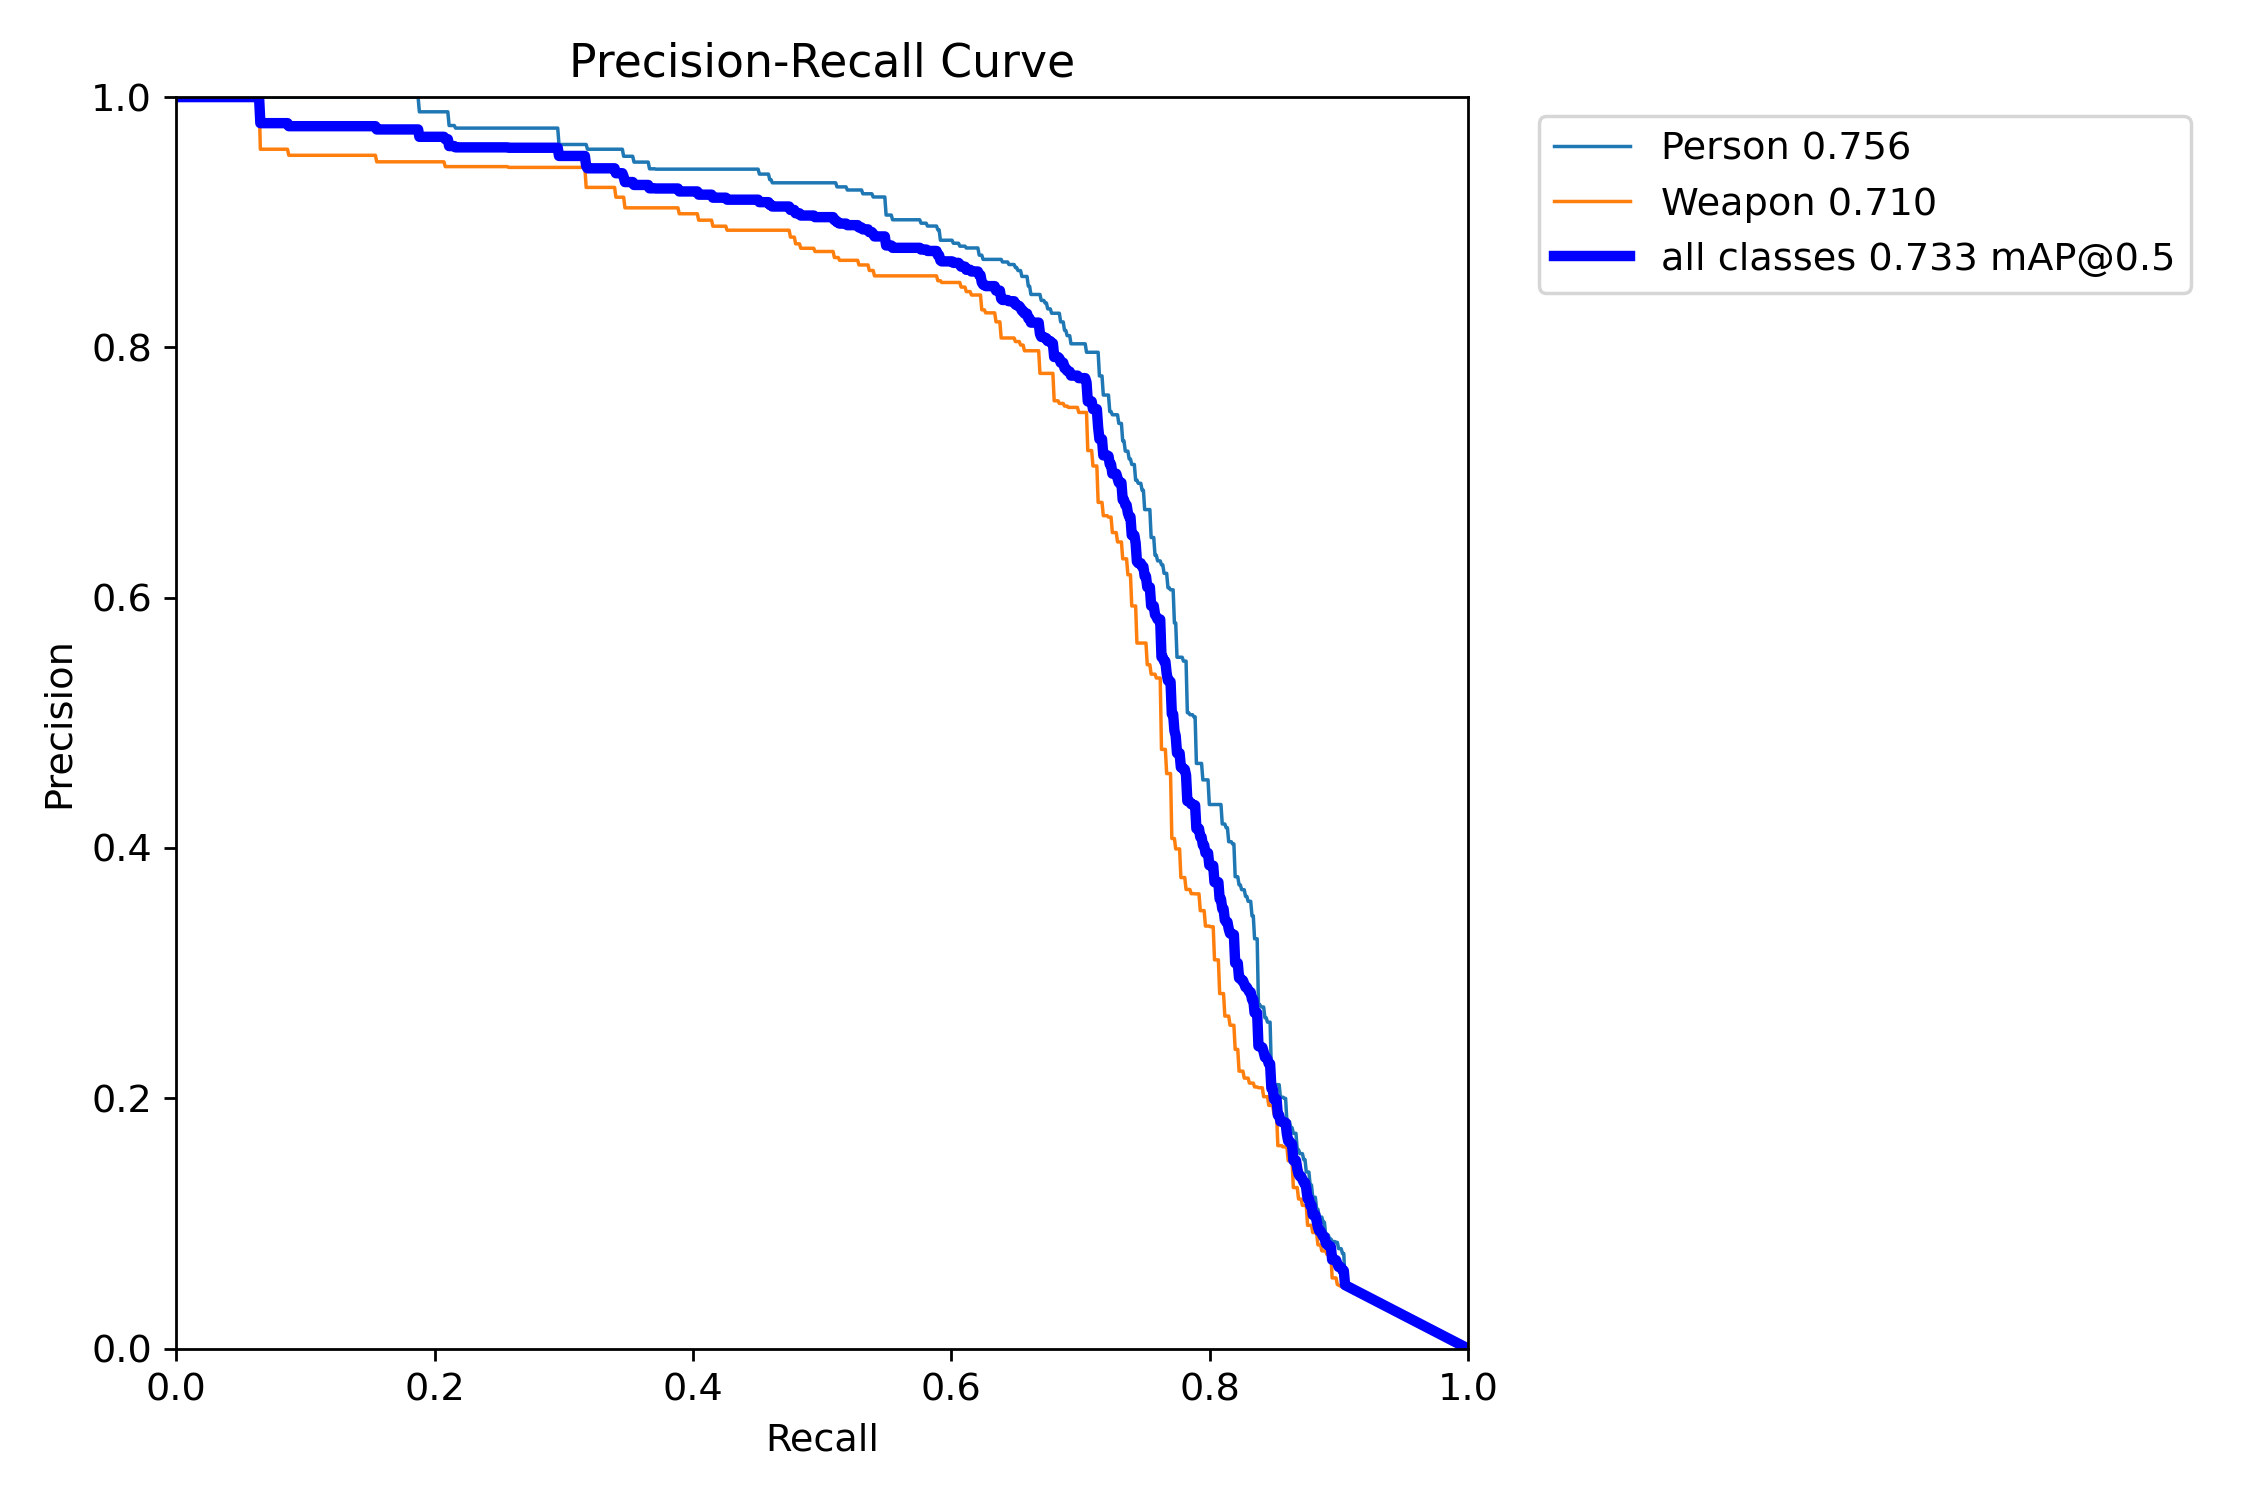 Precision-Recall Curve
1.0
0.8
0.6
0.4
0.2
0.0
Precision
0.0 0.2 0.4 0.6 0.8 1.0
Recall
Person 0.756
Weapon 0.710
all classes 0.733 mAP@0.5